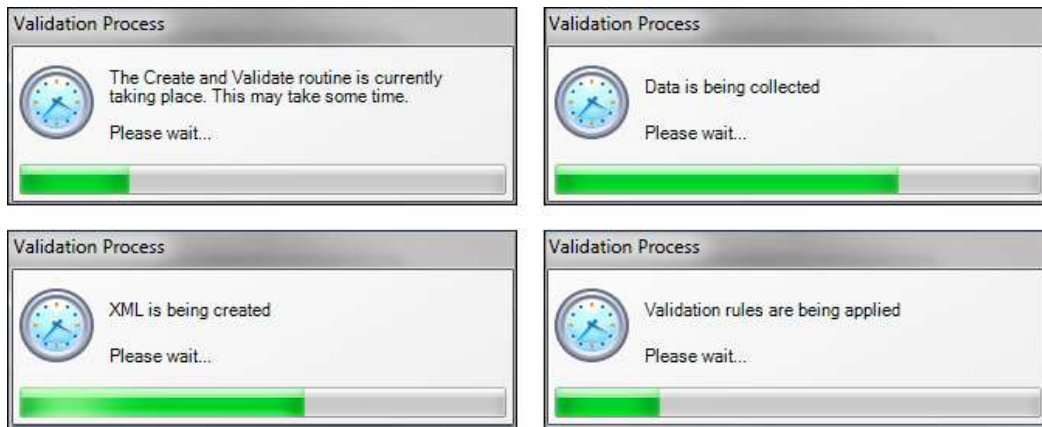 Validation Process
The Create and Validate routine is currently
taking place. This may take some time.
Please wait...
Validation Process
Data is being collected
Please wait...
Validation Process
XML is being created
Please wait...
Validation Process
Validation rules are being applied
Please wait...